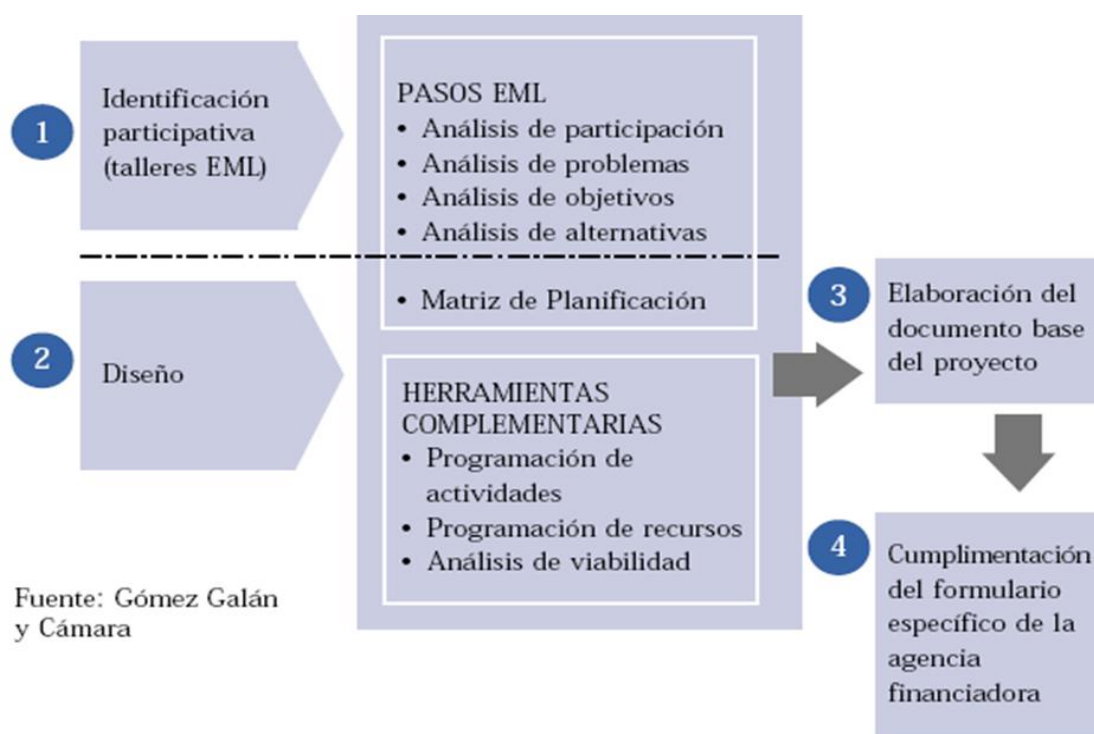 1
Identificación
participativa
(talleres EML)
PASOS EML
• Análisis de participación
• Análisis de problemas
• Análisis de objetivos
• Análisis de alternativas
• Matriz de Planificación
2
Diseño
HERRAMIENTAS
COMPLEMENTARIAS
• Programación de
actividades
• Programación de recursos
• Análisis de viabilidad
3
Elaboración del
documento base
del proyecto
4
Cumplimentación
del formulario
específico de la
agencia
financiadora
Fuente: Gómez Galán
y Cámara